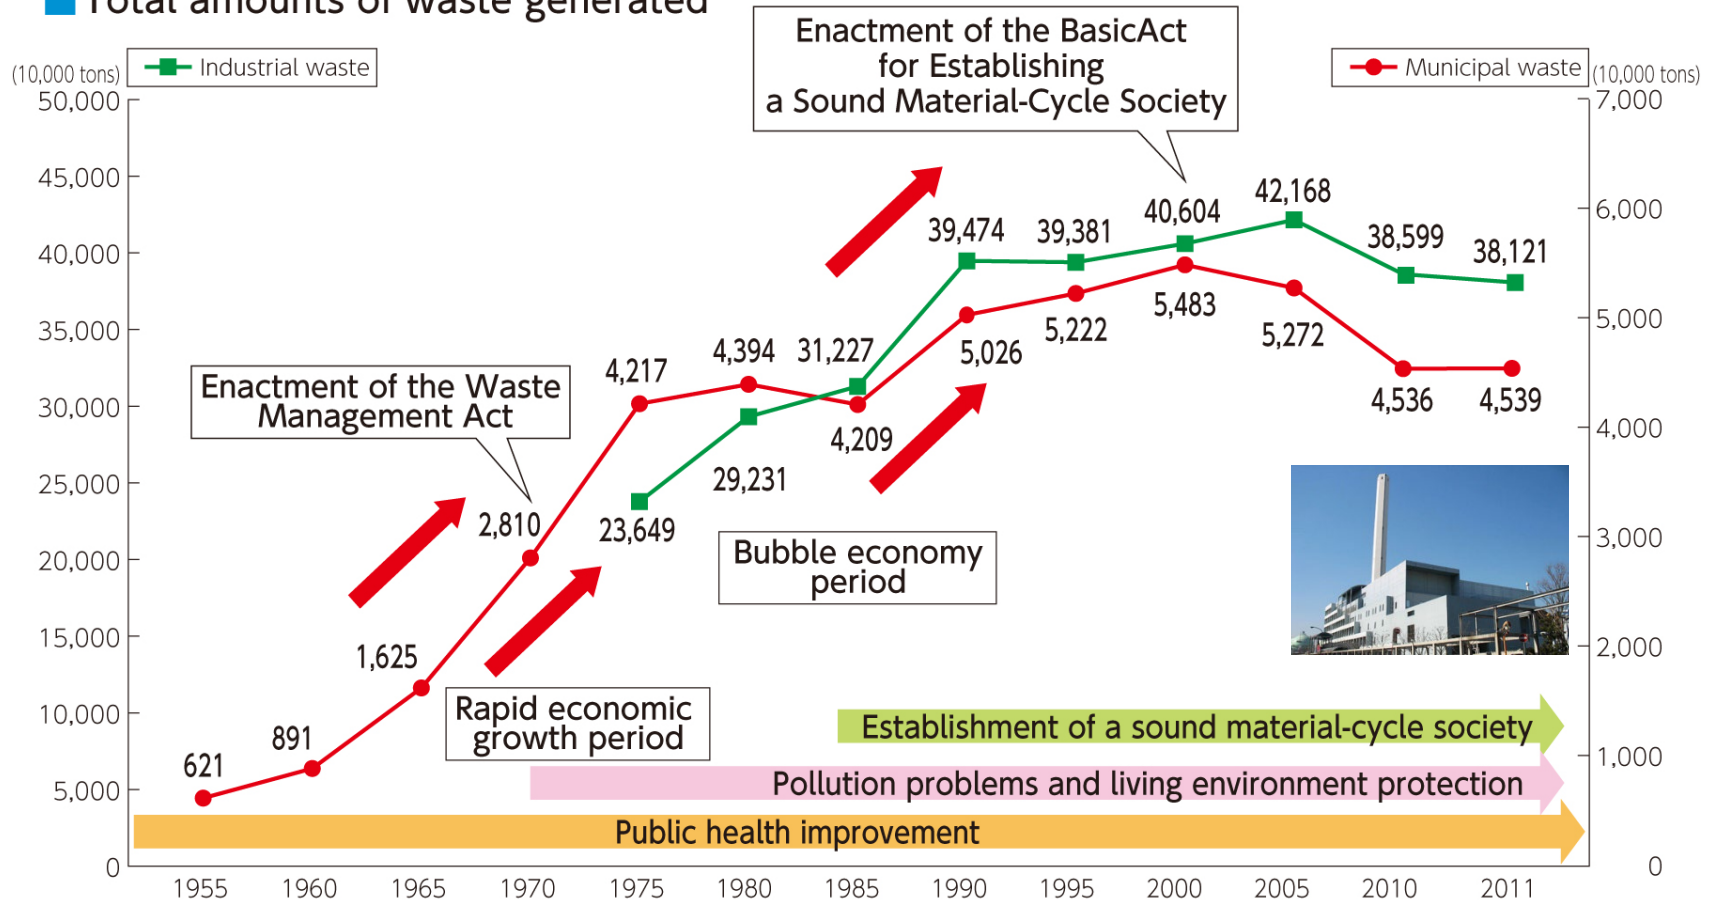 Total amounts of waste generated
(10,000 tons)
Industrial waste
Municipal waste
(10,000 tons)
Enactment of the BasicAct
for Establishing
a Sound Material-Cycle Society
50,000
45,000
40,000
35,000
30,000
25,000
20,000
15,000
10,000
5,000
0
7,000
6,000
5,000
4,000
3,000
2,000
1,000
0
Enactment of the Waste
Management Act
Rapid economic
growth period
Bubble economy
period
23,649
29,231
31,227
39,474
39,381
40,604
42,168
38,599
38,121
621
891
1,625
2,810
4,217
4,394
4,209
5,026
5,222
5,483
5,272
4,536
4,539
Establishment of a sound material-cycle society
Pollution problems and living environment protection
Public health improvement
1955 1960 1965 1970 1975 1980 1985 1990 1995 2000 2005 2010 2011